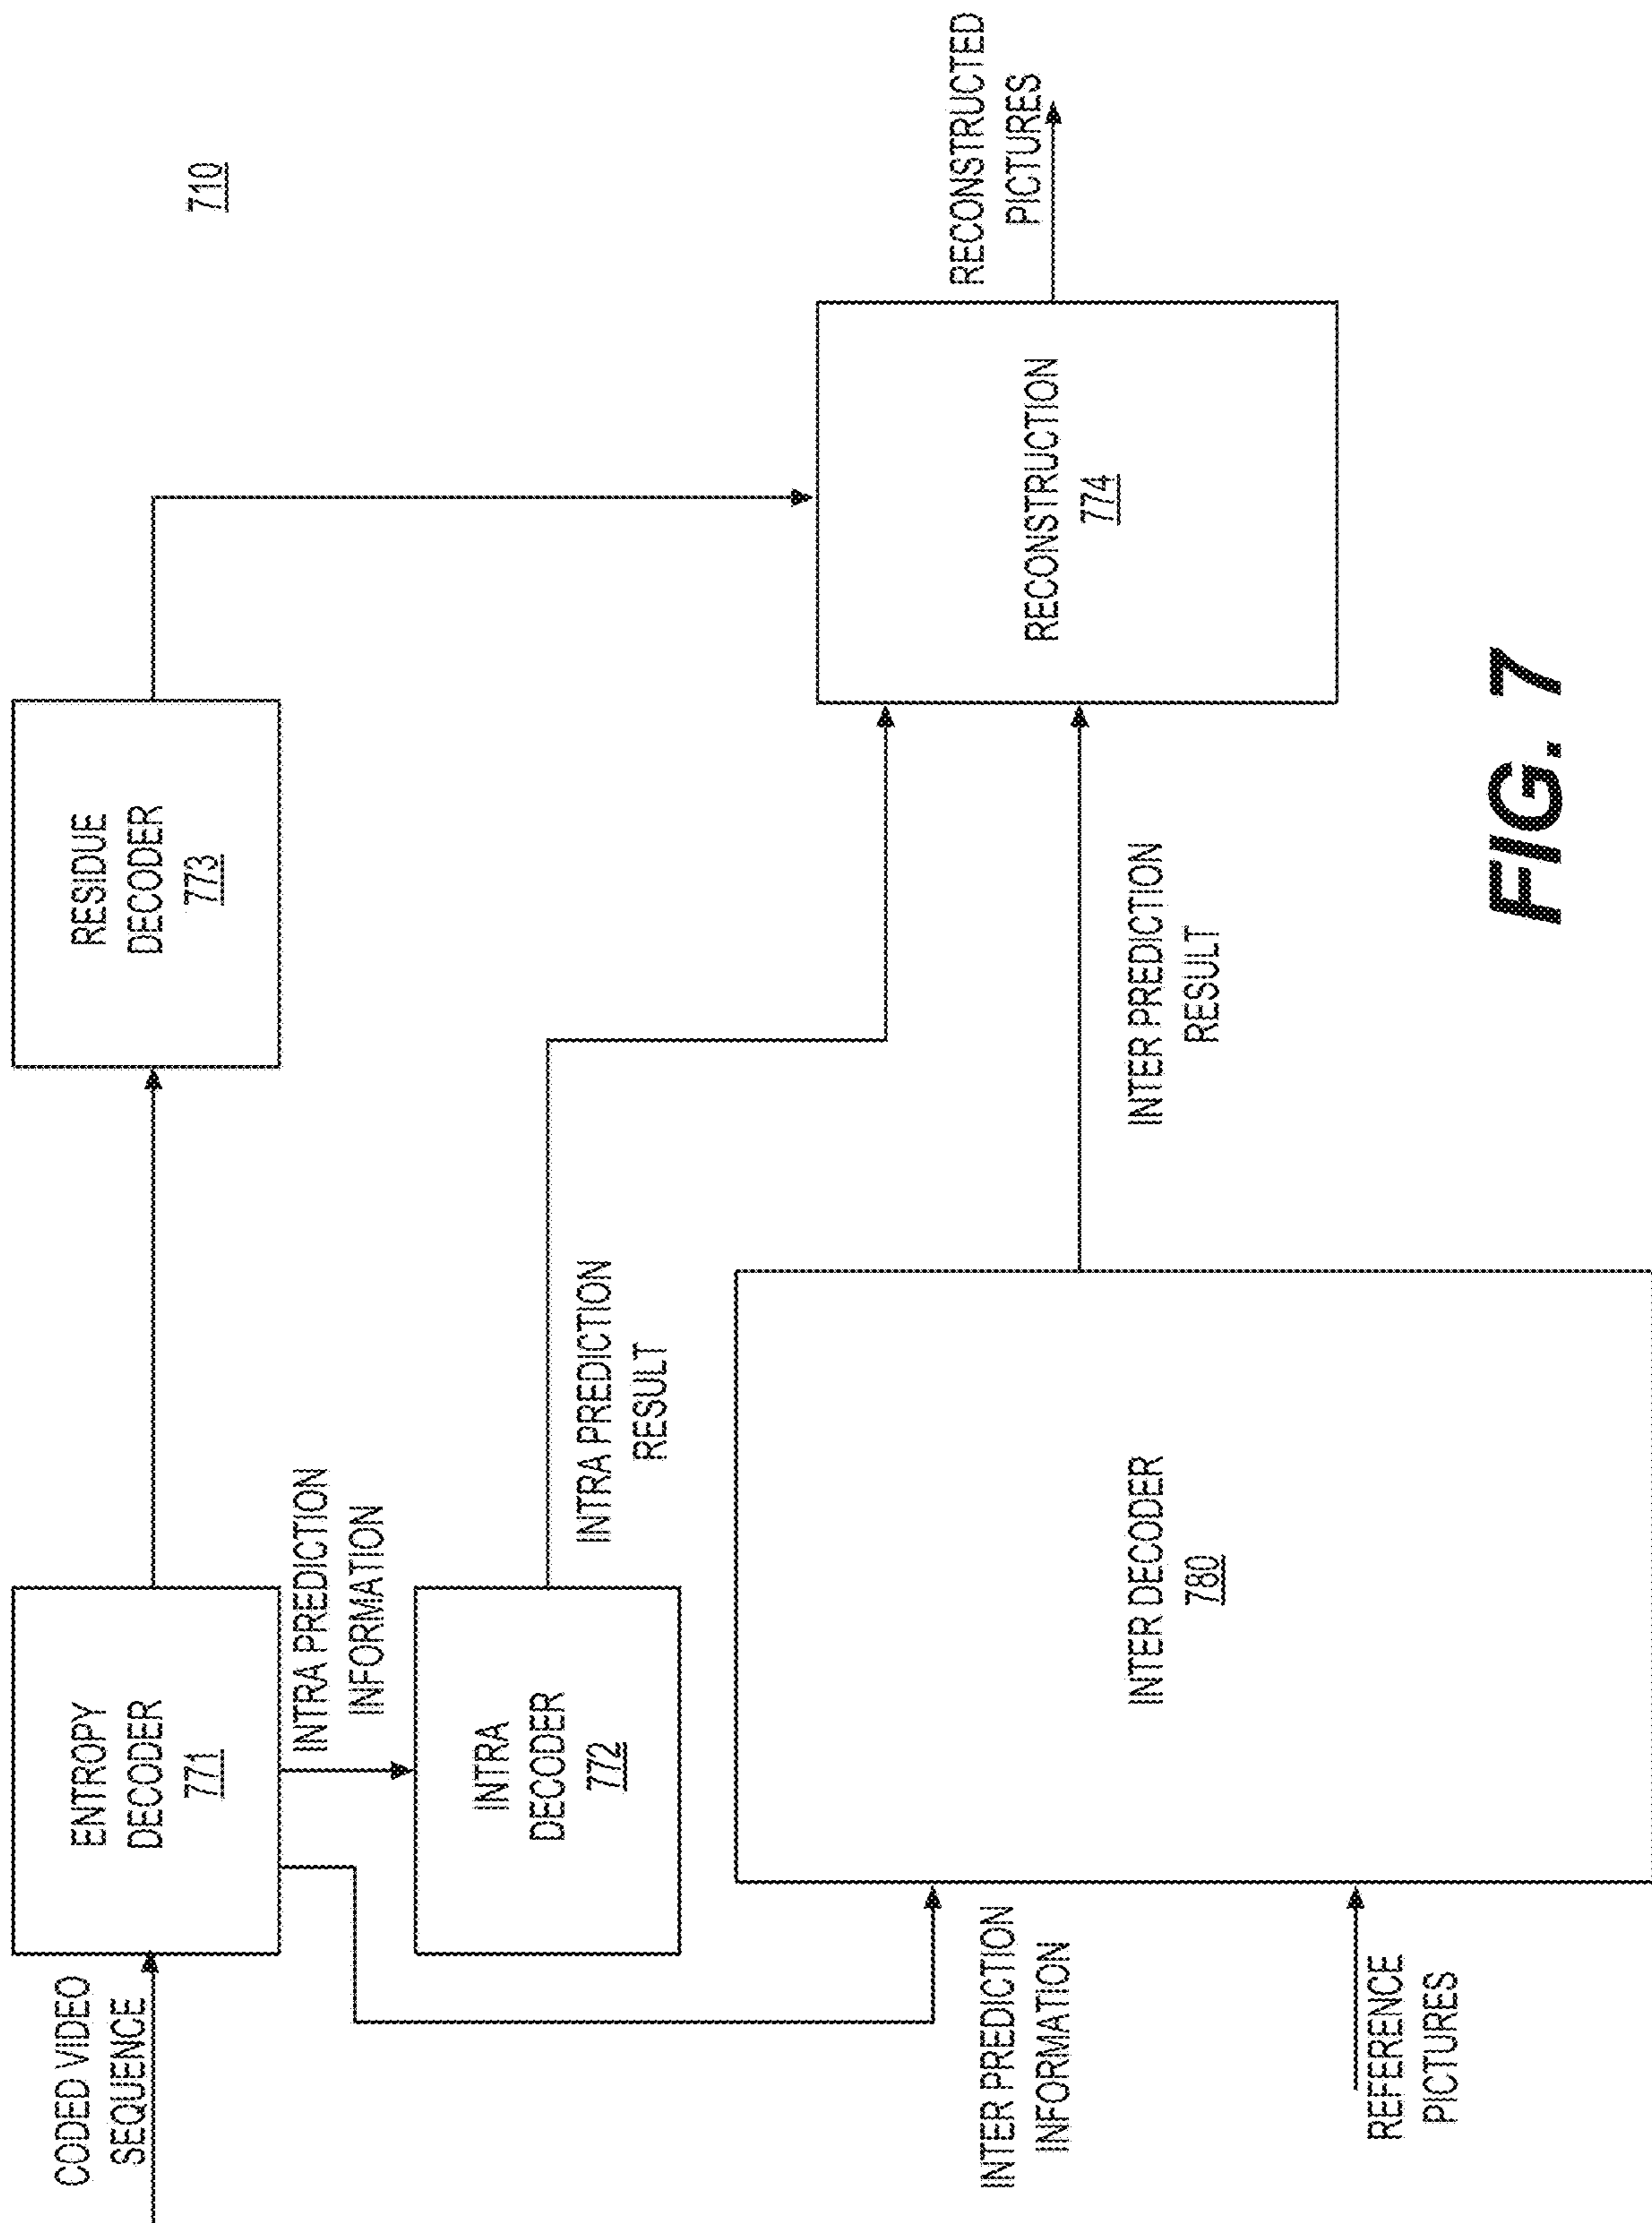 710
CODED VIDEO
SEQUENCE
ENTROPY
DECODER
771
RESIDUE
DECODER
773
INTRA PREDICTION
INFORMATION
INTRA
DECODER
772
INTRA PREDICTION
RESULT
RECONSTRUCTED
PICTURES
RECONSTRUCTION
774
INTER PREDICTION
INFORMATION
INTER DECODER
780
INTER PREDICTION
RESULT
REFERENCE
PICTURES
FIG. 7